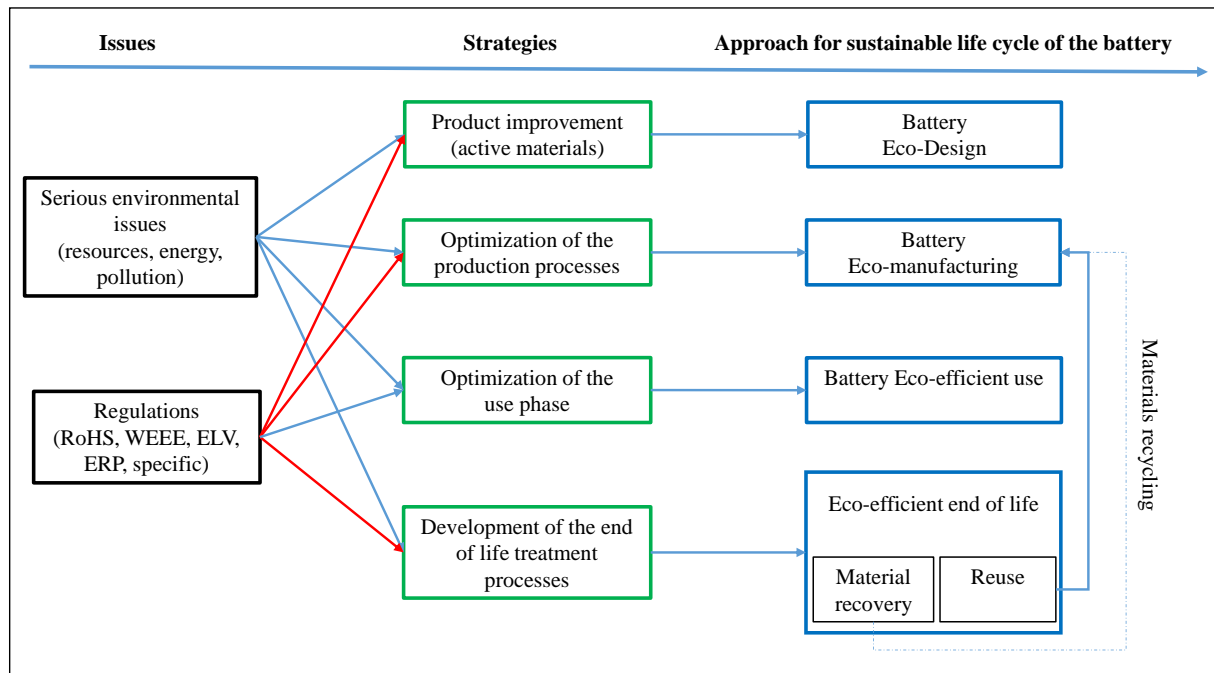 Issues
Strategies
Approach for sustainable life cycle of the battery
Product improvement
(active materials)
Battery
Eco-Design
Serious environmental
issues
(resources, energy,
pollution)
Optimization of the
production processes
Battery
Eco-manufacturing
Regulations
(RoHS, WEEE, ELV,
ERP, specific)
Optimization of the
use phase
Battery Eco-efficient use
Development of the end
of life treatment
processes
Eco-efficient end of life
Material
recovery
Reuse
Materials recycling